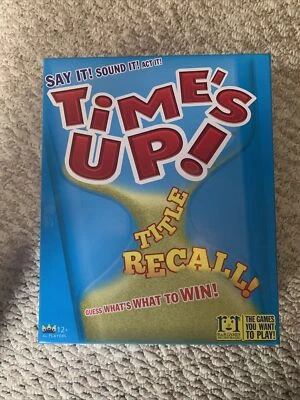 SAY IT! SOUND IT! ACT IT!
TiME'S
UP!
TITLE
RECALL!
GUESS WHAT'S WHAT TO WIN!
12+
R&R GAMES
THE GAMES
YOU WANT
TO PLAY!